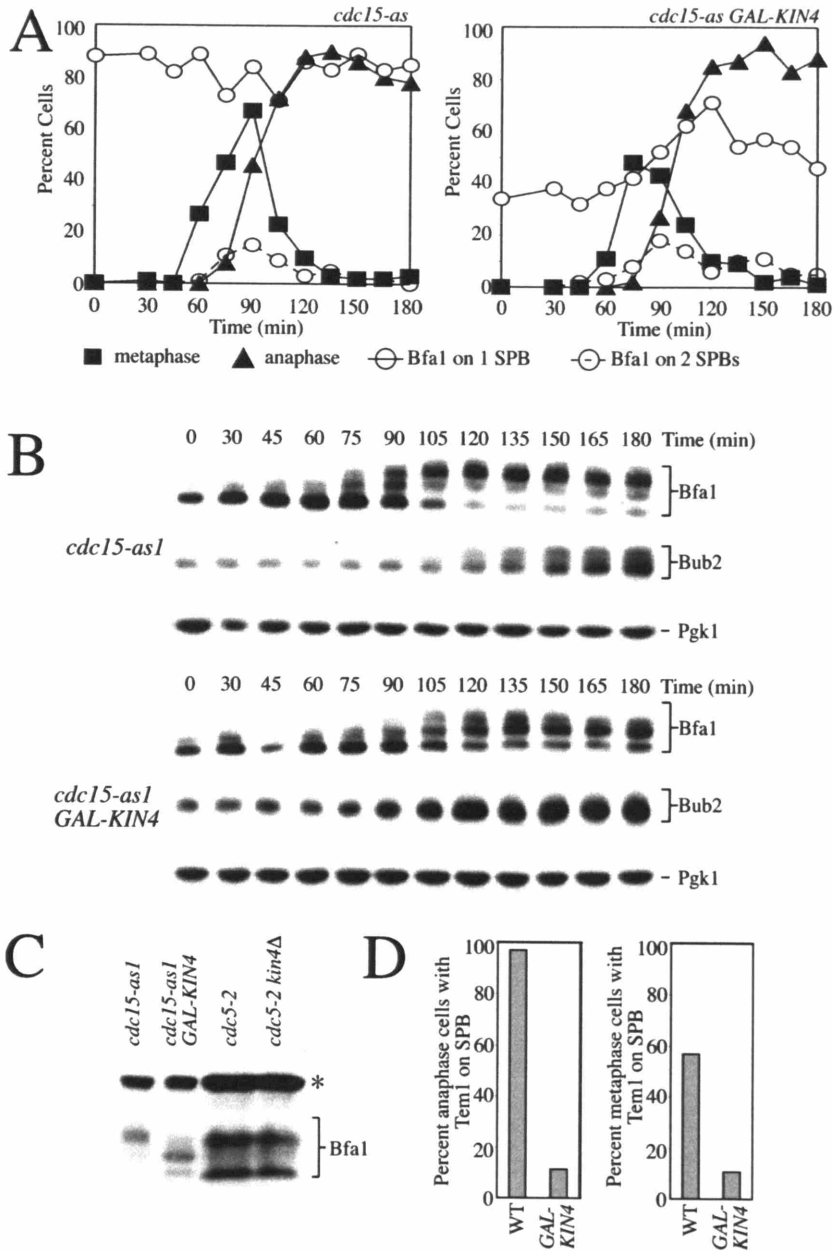 A
cdc15-as
cdc15-as GAL-KIN4
Percent Cells
100
80
60
40
20
0
0 30 60 90 120 150 180
Time (min)
Percent Cells
100
80
60
40
20
0
0 30 60 90 120 150 180
Time (min)
metaphase
anaphase
Bfa1 on 1 SPB
Bfa1 on 2 SPBs
B
0 30 45 60 75 90 105 120 135 150 165 180 Time (min)
Bfa1
cdc15-as1
Bub2
Pgk1
0 30 45 60 75 90 105 120 135 150 165 180 Time (min)
Bfa1
cdc15-as1
GAL-KIN4
Bub2
Pgk1
C
cdc15-as1
cdc15-as1
GAL-KIN4
cdc5-2
cdc5-2 kin4Δ
*
Bfa1
D
Percent anaphase cells with
Tem1 on SPB
100
80
60
40
20
0
WT
GAL-
KIN4
Percent metaphase cells with
Tem1 on SPB
100
80
60
40
20
0
WT
GAL-
KIN4